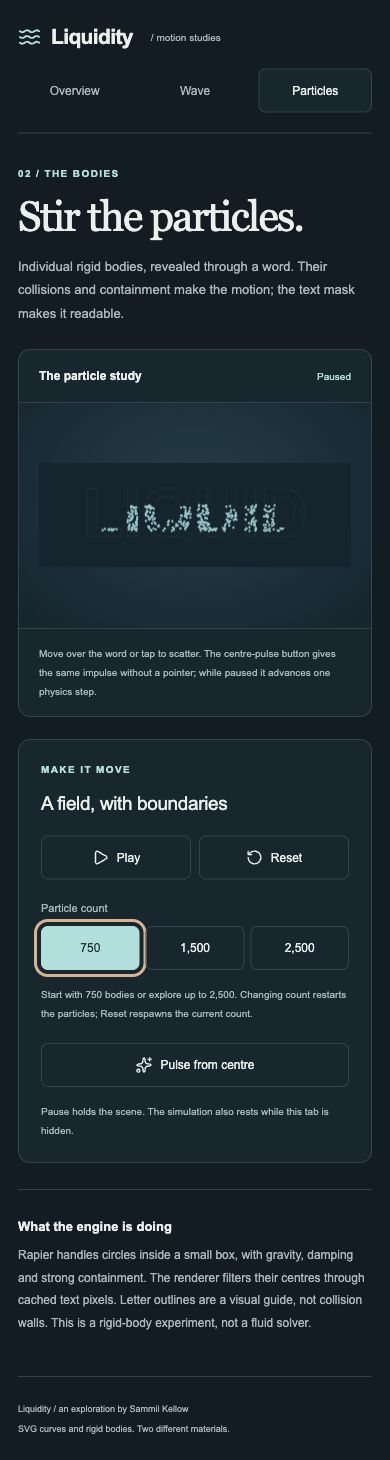 Liquidity / motion studies
Overview Wave Particles
02 / THE BODIES
Stir the particles.
Individual rigid bodies, revealed through a word. Their
collisions and containment make the motion; the text mask
makes it readable.
The particle study Paused
LIQUID
Move over the word or tap to scatter. The centre-pulse button gives
the same impulse without a pointer; while paused it advances one
physics step.
MAKE IT MOVE
A field, with boundaries
Play Reset
Particle count
750 1,500 2,500
Start with 750 bodies or explore up to 2,500. Changing count restarts
the particles; Reset respawns the current count.
Pulse from centre
Pause holds the scene. The simulation also rests while this tab is
hidden.
What the engine is doing
Rapier handles circles inside a small box, with gravity, damping
and strong containment. The renderer filters their centres through
cached text pixels. Letter outlines are a visual guide, not collision
walls. This is a rigid-body experiment, not a fluid solver.
Liquidity / an exploration by Sammii Kellow
SVG curves and rigid bodies. Two different materials.